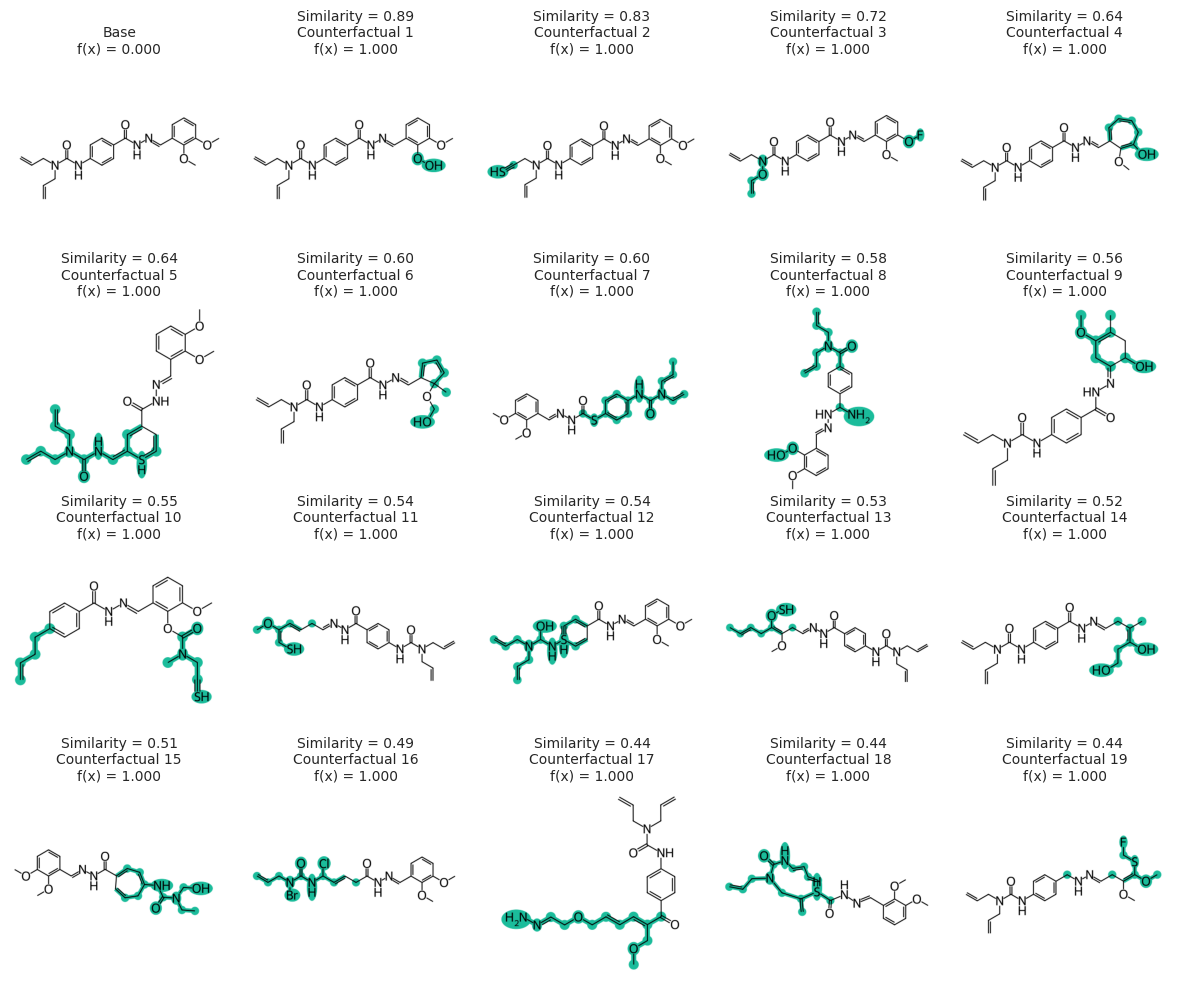 Base
f(x) = 0.000
Similarity = 0.89
Counterfactual 1
f(x) = 1.000
Similarity = 0.83
Counterfactual 2
f(x) = 1.000
Similarity = 0.72
Counterfactual 3
f(x) = 1.000
Similarity = 0.64
Counterfactual 4
f(x) = 1.000
Similarity = 0.64
Counterfactual 5
f(x) = 1.000
Similarity = 0.60
Counterfactual 6
f(x) = 1.000
Similarity = 0.60
Counterfactual 7
f(x) = 1.000
Similarity = 0.58
Counterfactual 8
f(x) = 1.000
Similarity = 0.56
Counterfactual 9
f(x) = 1.000
Similarity = 0.55
Counterfactual 10
f(x) = 1.000
Similarity = 0.54
Counterfactual 11
f(x) = 1.000
Similarity = 0.54
Counterfactual 12
f(x) = 1.000
Similarity = 0.53
Counterfactual 13
f(x) = 1.000
Similarity = 0.52
Counterfactual 14
f(x) = 1.000
Similarity = 0.51
Counterfactual 15
f(x) = 1.000
Similarity = 0.49
Counterfactual 16
f(x) = 1.000
Similarity = 0.44
Counterfactual 17
f(x) = 1.000
Similarity = 0.44
Counterfactual 18
f(x) = 1.000
Similarity = 0.44
Counterfactual 19
f(x) = 1.000